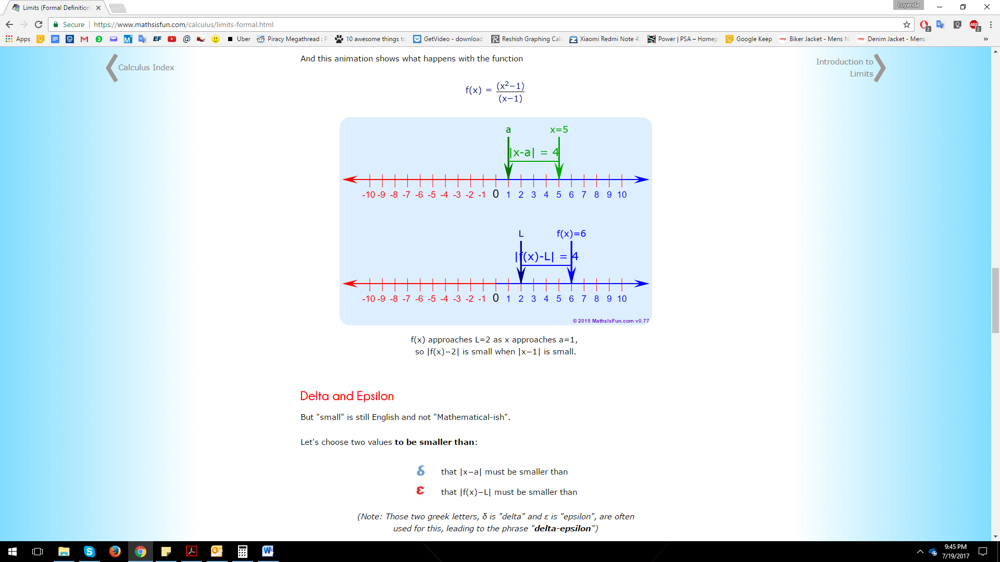 Limits (Formal Definition
Luyanda
Secure
https://www.mathsisfun.com/calculus/limits-formal.html
2
ABP
2
Apps
3
M
EF
Uber
Piracy Megathread : P
10 awesome things to
GetVideo - download
Reshish Graphing Calc
Xiaomi Redmi Note 4
Power | PSA – Homep
Google Keep
mrp
Biker Jacket - Mens N
mrp
Denim Jacket - Mens
»
Calculus Index
Introduction to
Limits
And this animation shows what happens with the function
f(x) = (x²−1)
(x−1)
a x=5
|x-a| = 4
-10 -9 -8 -7 -6 -5 -4 -3 -2 -1 0 1 2 3 4 5 6 7 8 9 10
L f(x)=6
|f(x)-L| = 4
-10 -9 -8 -7 -6 -5 -4 -3 -2 -1 0 1 2 3 4 5 6 7 8 9 10
© 2015 MathsIsFun.com v0.77
f(x) approaches L=2 as x approaches a=1,
so |f(x)−2| is small when |x−1| is small.
Delta and Epsilon
But "small" is still English and not "Mathematical-ish".
Let's choose two values to be smaller than:
δ that |x−a| must be smaller than
ε that |f(x)−L| must be smaller than
(Note: Those two greek letters, δ is "delta" and ε is "epsilon", are often
used for this, leading to the phrase "delta-epsilon")
9:45 PM
7/19/2017